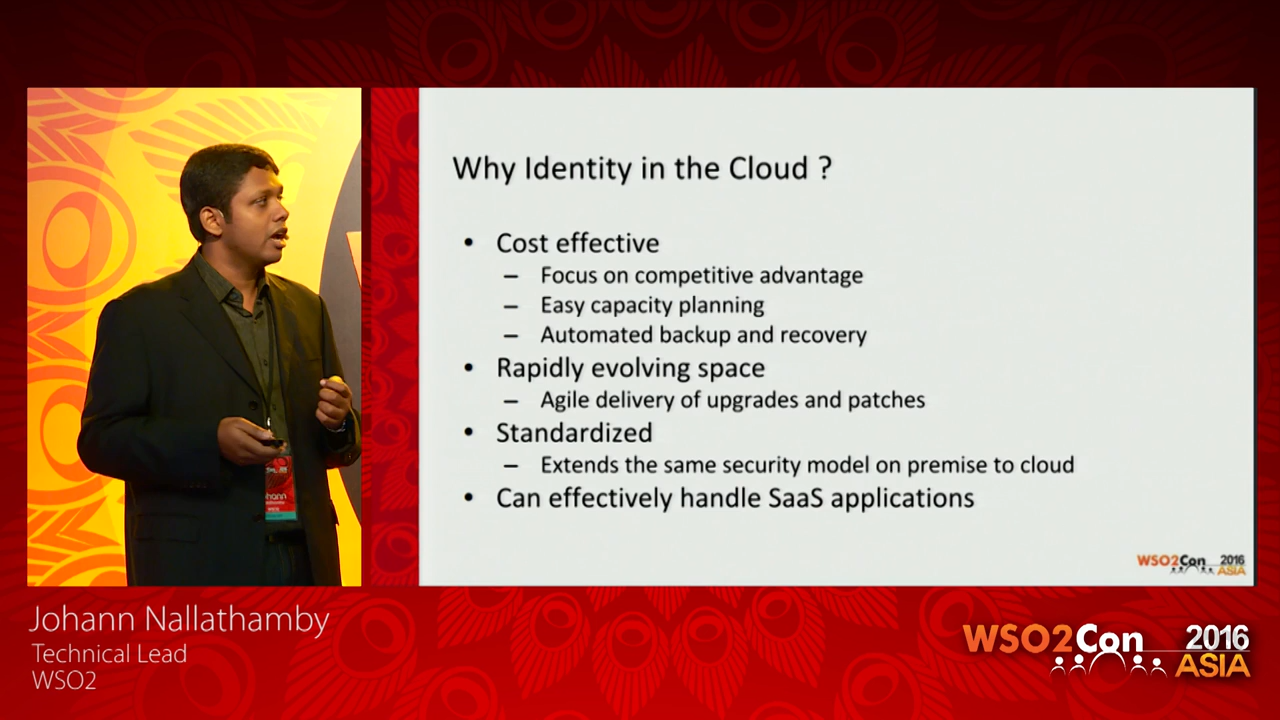 Why Identity in the Cloud ?
• Cost effective
– Focus on competitive advantage
– Easy capacity planning
– Automated backup and recovery
• Rapidly evolving space
– Agile delivery of upgrades and patches
• Standardized
– Extends the same security model on premise to cloud
• Can effectively handle SaaS applications
WSO2Con 2016
ASIA
Johann Nallathamby
Technical Lead
WSO2
WSO2Con 2016
ASIA